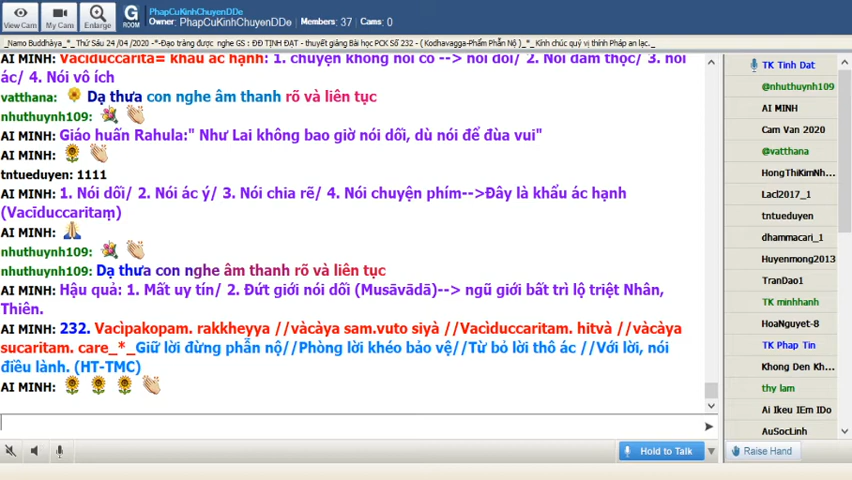 View Cam
My Cam
Enlarge
G
ROOM
PhapCuKinhChuyenDDe
Owner: PhapCuKinhChuyenDDe
Members: 37 Cams: 0
_Namo Buddhàya_*_ Thứ Sáu 24 /04 /2020 -*-Đạo tràng được nghe GS : ĐĐ TỊNH ĐẠT - thuyết giảng Bài học PCK Số 232 - ( Kodhavagga-Phẩm Phẫn Nộ )_*_ Kính chúc quý vị thính Pháp an lạc._
AI MINH: Vaciduccarita= khẩu ác hạnh: 1. chuyện không nói có --> nói dối/ 2. Nói đâm thọc/ 3. nói
ác/ 4. Nói vô ích
vatthana: Dạ thưa con nghe âm thanh rõ và liên tục
nhuthuynh109:
AI MINH: Giáo huấn Rahula:" Như Lai không bao giờ nói dối, dù nói để đùa vui"
AI MINH:
tntueduyen: 1111
AI MINH: 1. Nói dối/ 2. Nói ác ý/ 3. Nói chia rẽ/ 4. Nói chuyện phím-->Đây là khẩu ác hạnh
(Vacīduccaritaṃ)
AI MINH:
nhuthuynh109:
nhuthuynh109: Dạ thưa con nghe âm thanh rõ và liên tục
AI MINH: Hậu quả: 1. Mất uy tín/ 2. Đứt giới nói dối (Musāvādā)--> ngũ giới bất trì lộ triệt Nhân,
Thiên.
AI MINH: 232. Vacìpakopam. rakkheyya //vàcàya sam.vuto siyà //Vacìduccaritam. hitvà //vàcàya
sucaritam. care_*_Giữ lời đừng phẫn nộ//Phòng lời khéo bảo vệ//Từ bỏ lời thô ác //Với lời, nói
điều lành. (HT-TMC)
AI MINH:
Hold to Talk
TK Tinh Dat
@nhuthuynh109
AI MINH
Cam Van 2020
@vatthana
HongThiKimNh...
Lacl2017_1
tntueduyen
dhammacari_1
Huyenmong2013
TranDao1
TK minhhanh
HoaNguyet-8
TK Phap Tin
Khong Den Kh...
thy lam
Ai Ikeu IEm IDo
AuSocLinh
Raise Hand